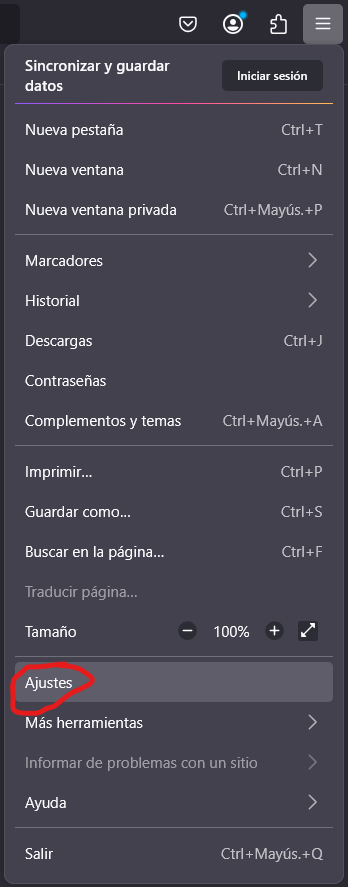 Sincronizar y guardar
datos
Iniciar sesión
Nueva pestaña Ctrl+T
Nueva ventana Ctrl+N
Nueva ventana privada Ctrl+Mayús.+P
Marcadores
Historial
Descargas Ctrl+J
Contraseñas
Complementos y temas Ctrl+Mayús.+A
Imprimir... Ctrl+P
Guardar como... Ctrl+S
Buscar en la página... Ctrl+F
Traducir página...
Tamaño 100%
Ajustes
Más herramientas
Informar de problemas con un sitio
Ayuda
Salir Ctrl+Mayús.+Q